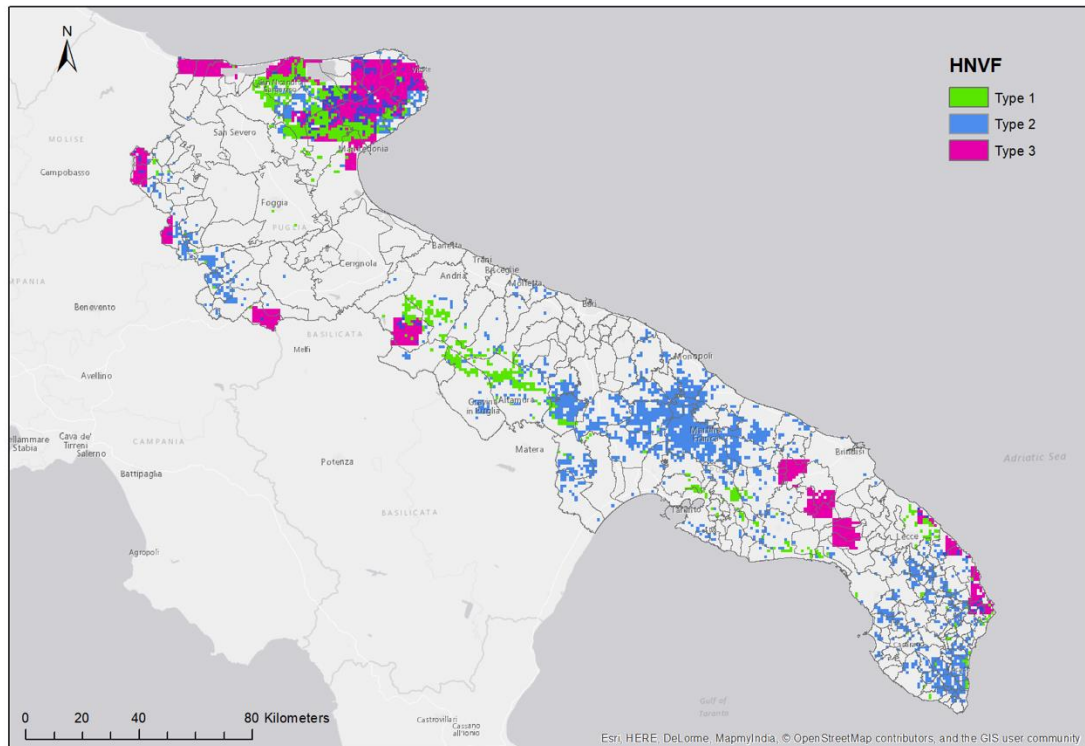 N
HNVF
Type 1
Type 2
Type 3
MOLISE
San Severo
Manfredonia
Campobasso
Foggia
PUGLIA
Barletta
Trani
Bisceglie
Andria
Molfetta
Cerignola
Bari
Benevento
BASILICATA
Melfi
Monopoli
Avellino
Altamura
Martina
Franca
Matera
Brindisi
Adriatic Sea
Cava de'
Tirreni
Salerno
CAMPANIA
Battipaglia
Potenza
BASILICATA
Taranto
Lecce
Agropoli
Gulf of
Taranto
0 20 40 80 Kilometers
Castrovillari
Cassano
all'Ionio
Esri, HERE, DeLorme, MapmyIndia, © OpenStreetMap contributors, and the GIS user community